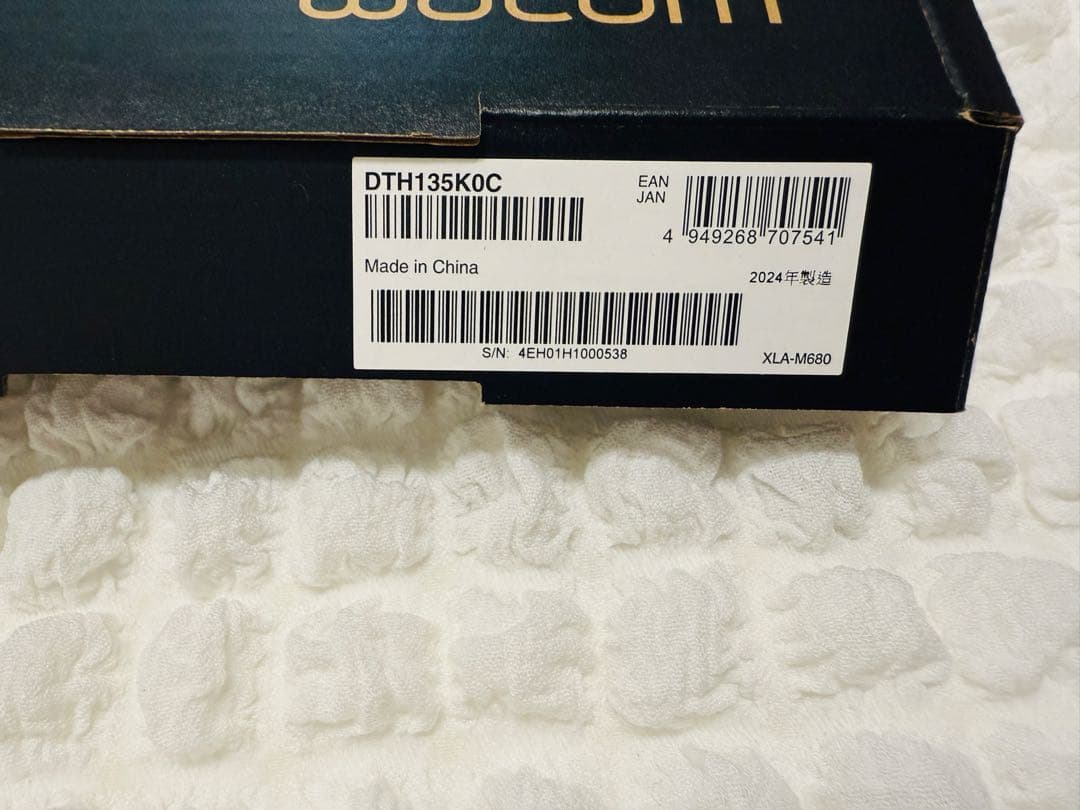 wacom
DTH135K0C
EAN
JAN
4 949268 707541
Made in China
2024年製造
S/N: 4EH01H1000538
XLA-M680